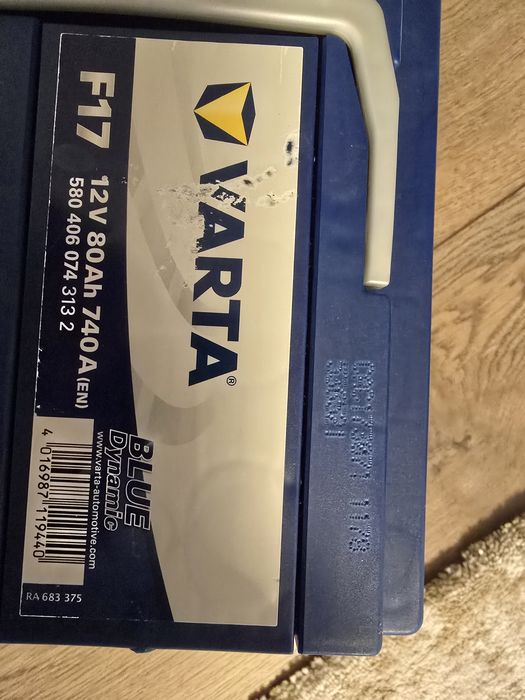 VARTA®
F17 12V 80Ah 740 A (EN)
580 406 074 313 2
BLUE
Dynamic
www.varta-automotive.com
4 016987 119440
RA 683 375